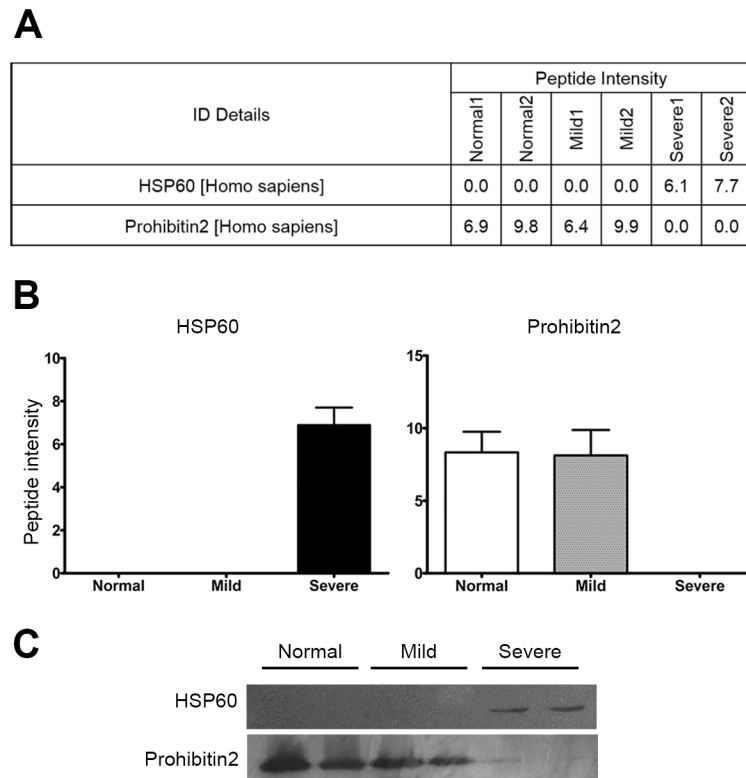 A
ID Details
Peptide Intensity
Normal1 Normal2 Mild1 Mild2 Severe1 Severe2
HSP60 [Homo sapiens] 0.0 0.0 0.0 0.0 6.1 7.7
Prohibitin2 [Homo sapiens] 6.9 9.8 6.4 9.9 0.0 0.0
B
HSP60
Peptide intensity
10
8
6
4
2
0
Normal Mild Severe
Prohibitin2
15
10
5
0
Normal Mild Severe
C
Normal Mild Severe
HSP60
Prohibitin2